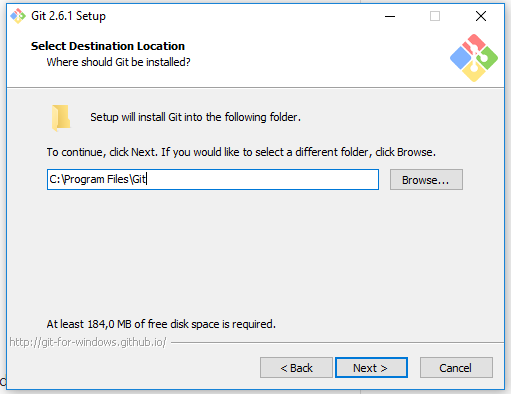 Git 2.6.1 Setup
Select Destination Location
Where should Git be installed?
Setup will install Git into the following folder.
To continue, click Next. If you would like to select a different folder, click Browse.
C:\Program Files\Git
Browse...
At least 184,0 MB of free disk space is required.
http://git-for-windows.github.io/
< Back
Next >
Cancel